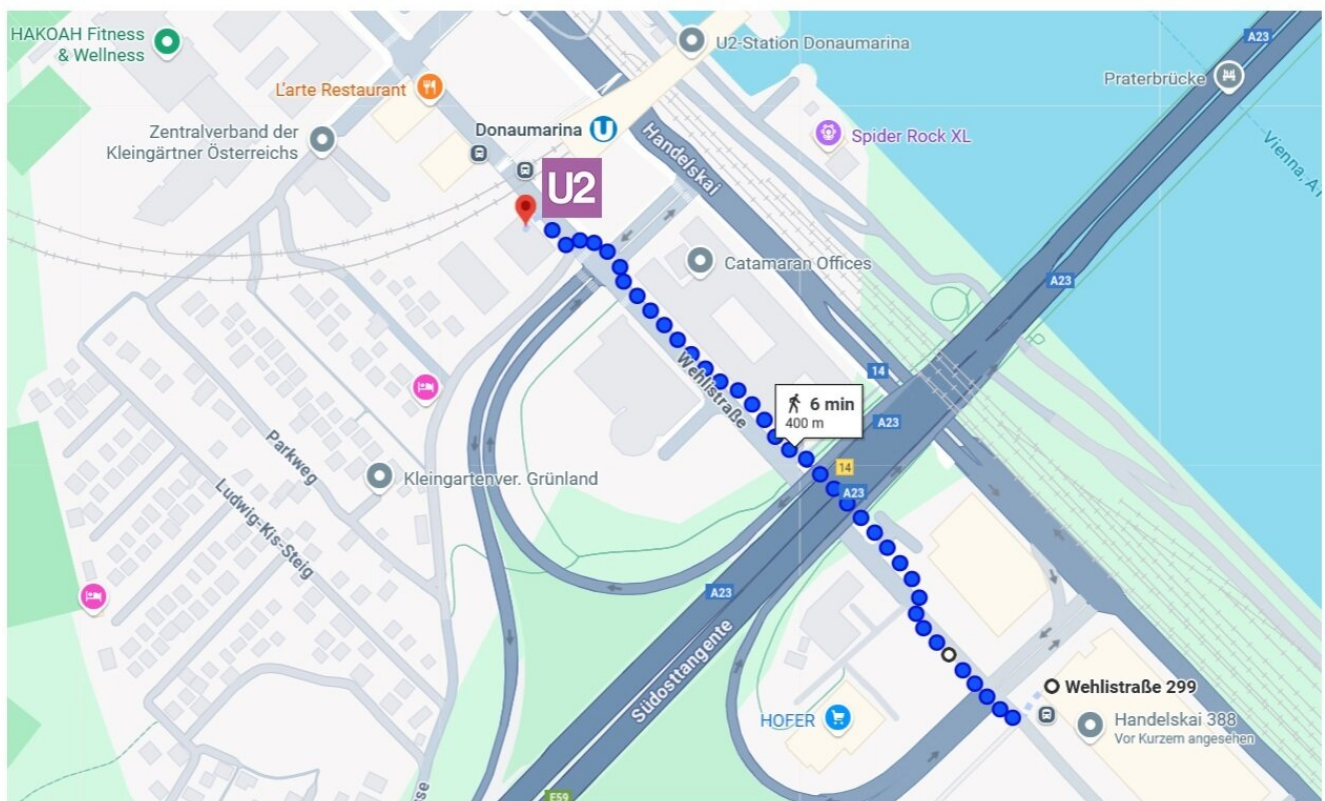 HAKOAH Fitness
& Wellness
U2-Station Donaumarina
A23
Praterbrücke
L'arte Restaurant
Donaumarina
U
Handelskai
Spider Rock XL
Vienna, A
Zentralverband der
Kleingärtner Österreichs
U2
Catamaran Offices
A23
Wehlistraße
14
6 min
400 m
A23
14
A23
Parkweg
Kleingartenver. Grünland
Ludwig-Kis-Steig
A23
Südosttangente
Wehlistraße 299
HOFER
Handelskai 388
Vor Kurzem angesehen
E59